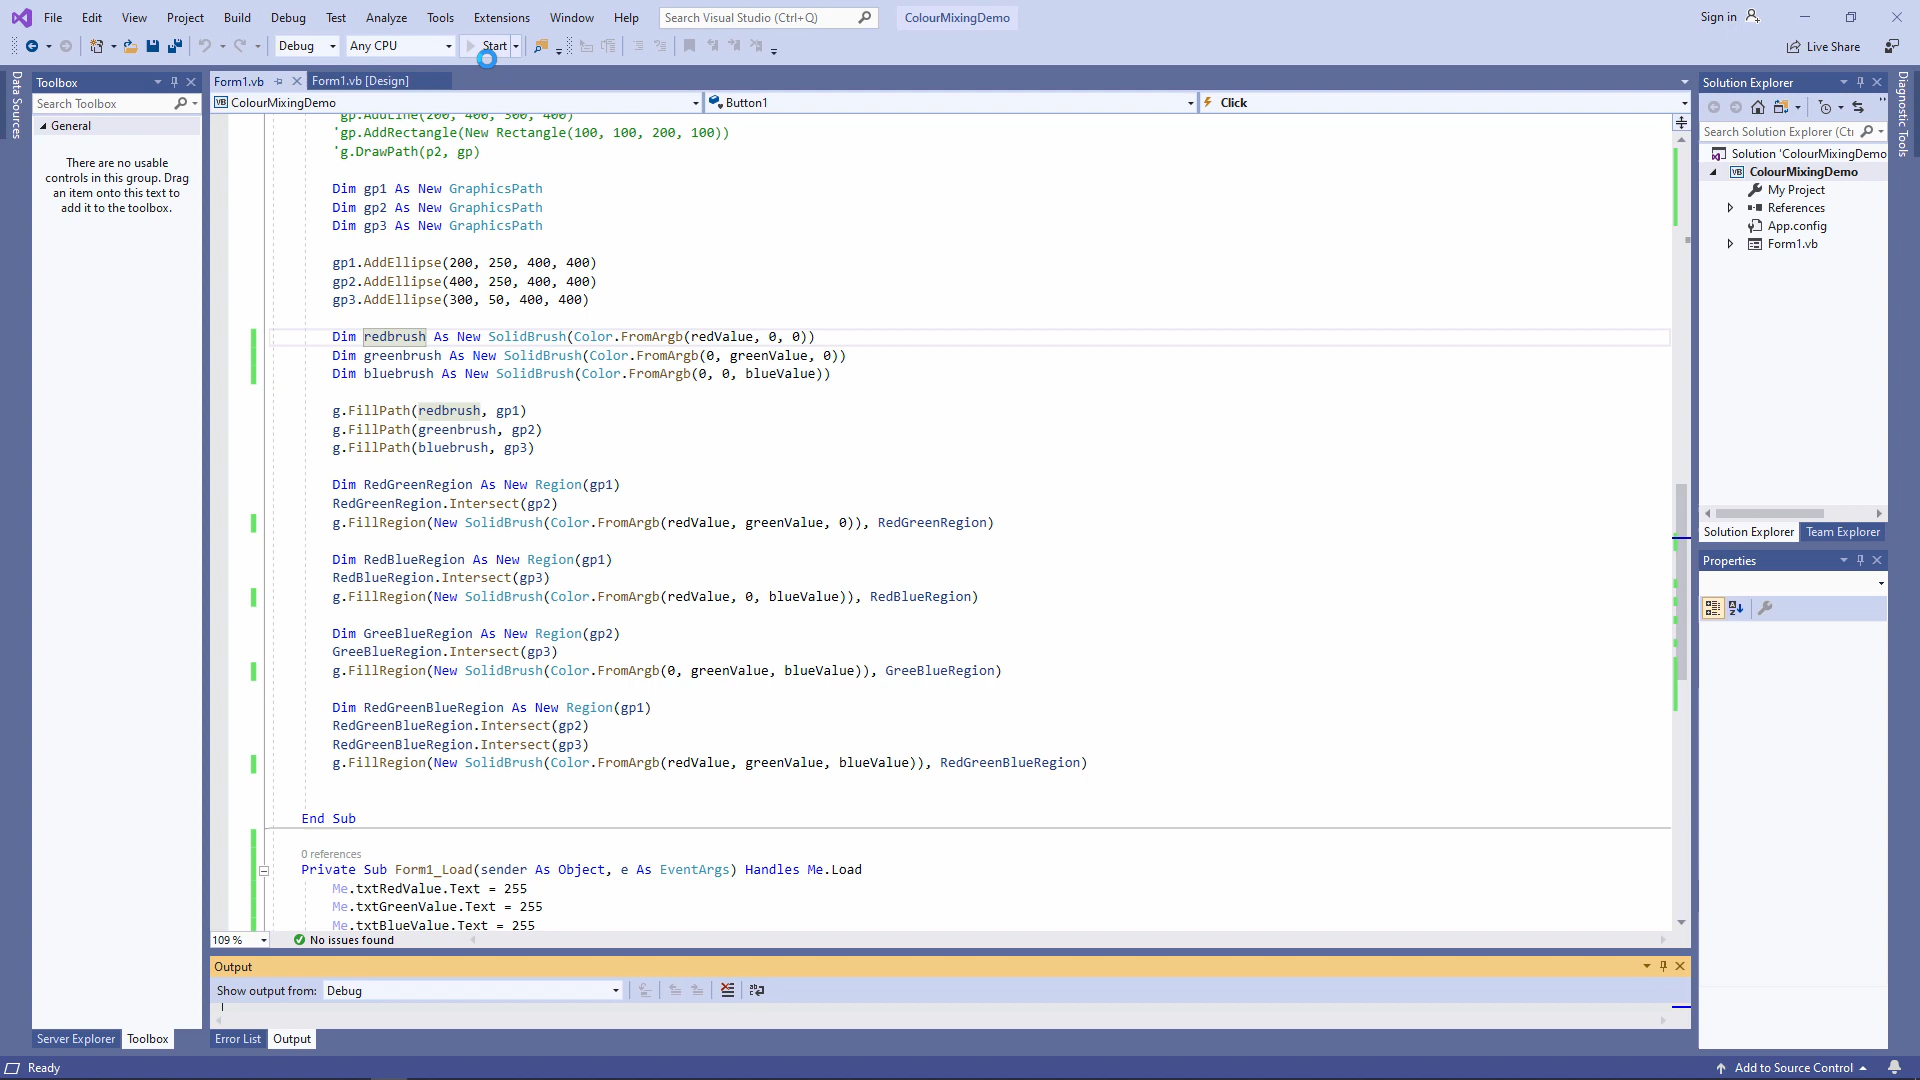 File Edit View Project Build Debug Test Analyze Tools Extensions Window Help Search Visual Studio (Ctrl+Q) ColourMixingDemo Sign in
Debug Any CPU Start Live Share
Data Sources
Toolbox
Search Toolbox
General
There are no usable
controls in this group. Drag
an item onto this text to
add it to the toolbox.
Form1.vb Form1.vb [Design]
ColourMixingDemo Button1 Click
'gp.AddLine(200, 400, 300, 400)
'gp.AddRectangle(New Rectangle(100, 100, 200, 100))
'g.DrawPath(p2, gp)
Dim gp1 As New GraphicsPath
Dim gp2 As New GraphicsPath
Dim gp3 As New GraphicsPath
gp1.AddEllipse(200, 250, 400, 400)
gp2.AddEllipse(400, 250, 400, 400)
gp3.AddEllipse(300, 50, 400, 400)
Dim redbrush As New SolidBrush(Color.FromArgb(redValue, 0, 0))
Dim greenbrush As New SolidBrush(Color.FromArgb(0, greenValue, 0))
Dim bluebrush As New SolidBrush(Color.FromArgb(0, 0, blueValue))
g.FillPath(redbrush, gp1)
g.FillPath(greenbrush, gp2)
g.FillPath(bluebrush, gp3)
Dim RedGreenRegion As New Region(gp1)
RedGreenRegion.Intersect(gp2)
g.FillRegion(New SolidBrush(Color.FromArgb(redValue, greenValue, 0)), RedGreenRegion)
Dim RedBlueRegion As New Region(gp1)
RedBlueRegion.Intersect(gp3)
g.FillRegion(New SolidBrush(Color.FromArgb(redValue, 0, blueValue)), RedBlueRegion)
Dim GreeBlueRegion As New Region(gp2)
GreeBlueRegion.Intersect(gp3)
g.FillRegion(New SolidBrush(Color.FromArgb(0, greenValue, blueValue)), GreeBlueRegion)
Dim RedGreenBlueRegion As New Region(gp1)
RedGreenBlueRegion.Intersect(gp2)
RedGreenBlueRegion.Intersect(gp3)
g.FillRegion(New SolidBrush(Color.FromArgb(redValue, greenValue, blueValue)), RedGreenBlueRegion)
End Sub
0 references
Private Sub Form1_Load(sender As Object, e As EventArgs) Handles Me.Load
Me.txtRedValue.Text = 255
Me.txtGreenValue.Text = 255
Me.txtBlueValue.Text = 255
109 % No issues found
Output
Show output from: Debug
Server Explorer Toolbox Error List Output
Solution Explorer
Search Solution Explorer (Ctrl
Solution 'ColourMixingDemo
ColourMixingDemo
My Project
References
App.config
Form1.vb
Solution Explorer Team Explorer
Properties
Diagnostic Tools
Ready Add to Source Control